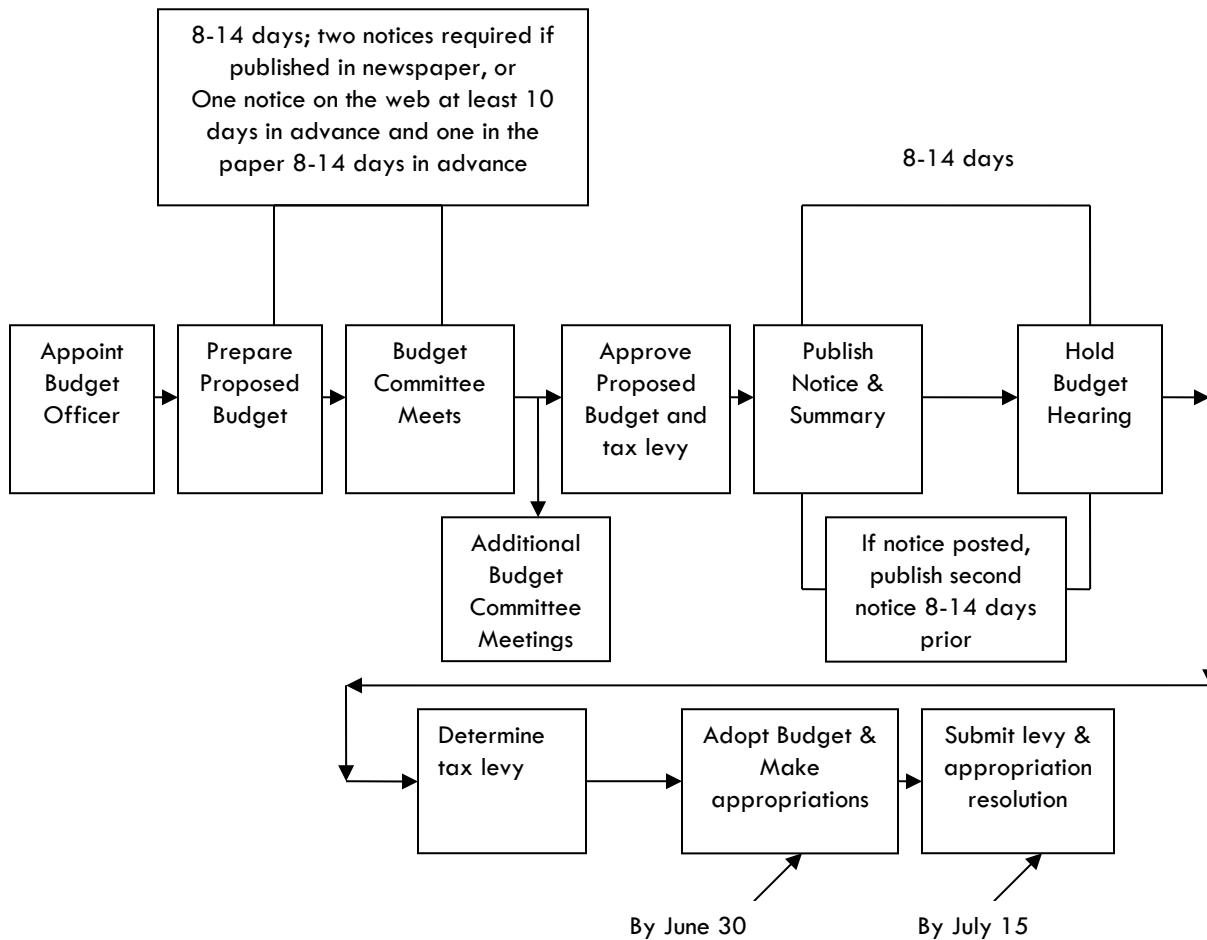 8-14 days; two notices required if
published in newspaper, or
One notice on the web at least 10
days in advance and one in the
paper 8-14 days in advance
8-14 days
Appoint
Budget
Officer
Prepare
Proposed
Budget
Budget
Committee
Meets
Approve
Proposed
Budget and
tax levy
Publish
Notice &
Summary
Hold
Budget
Hearing
Additional
Budget
Committee
Meetings
If notice posted,
publish second
notice 8-14 days
prior
Determine
tax levy
Adopt Budget &
Make
appropriations
Submit levy &
appropriation
resolution
By June 30
By July 15